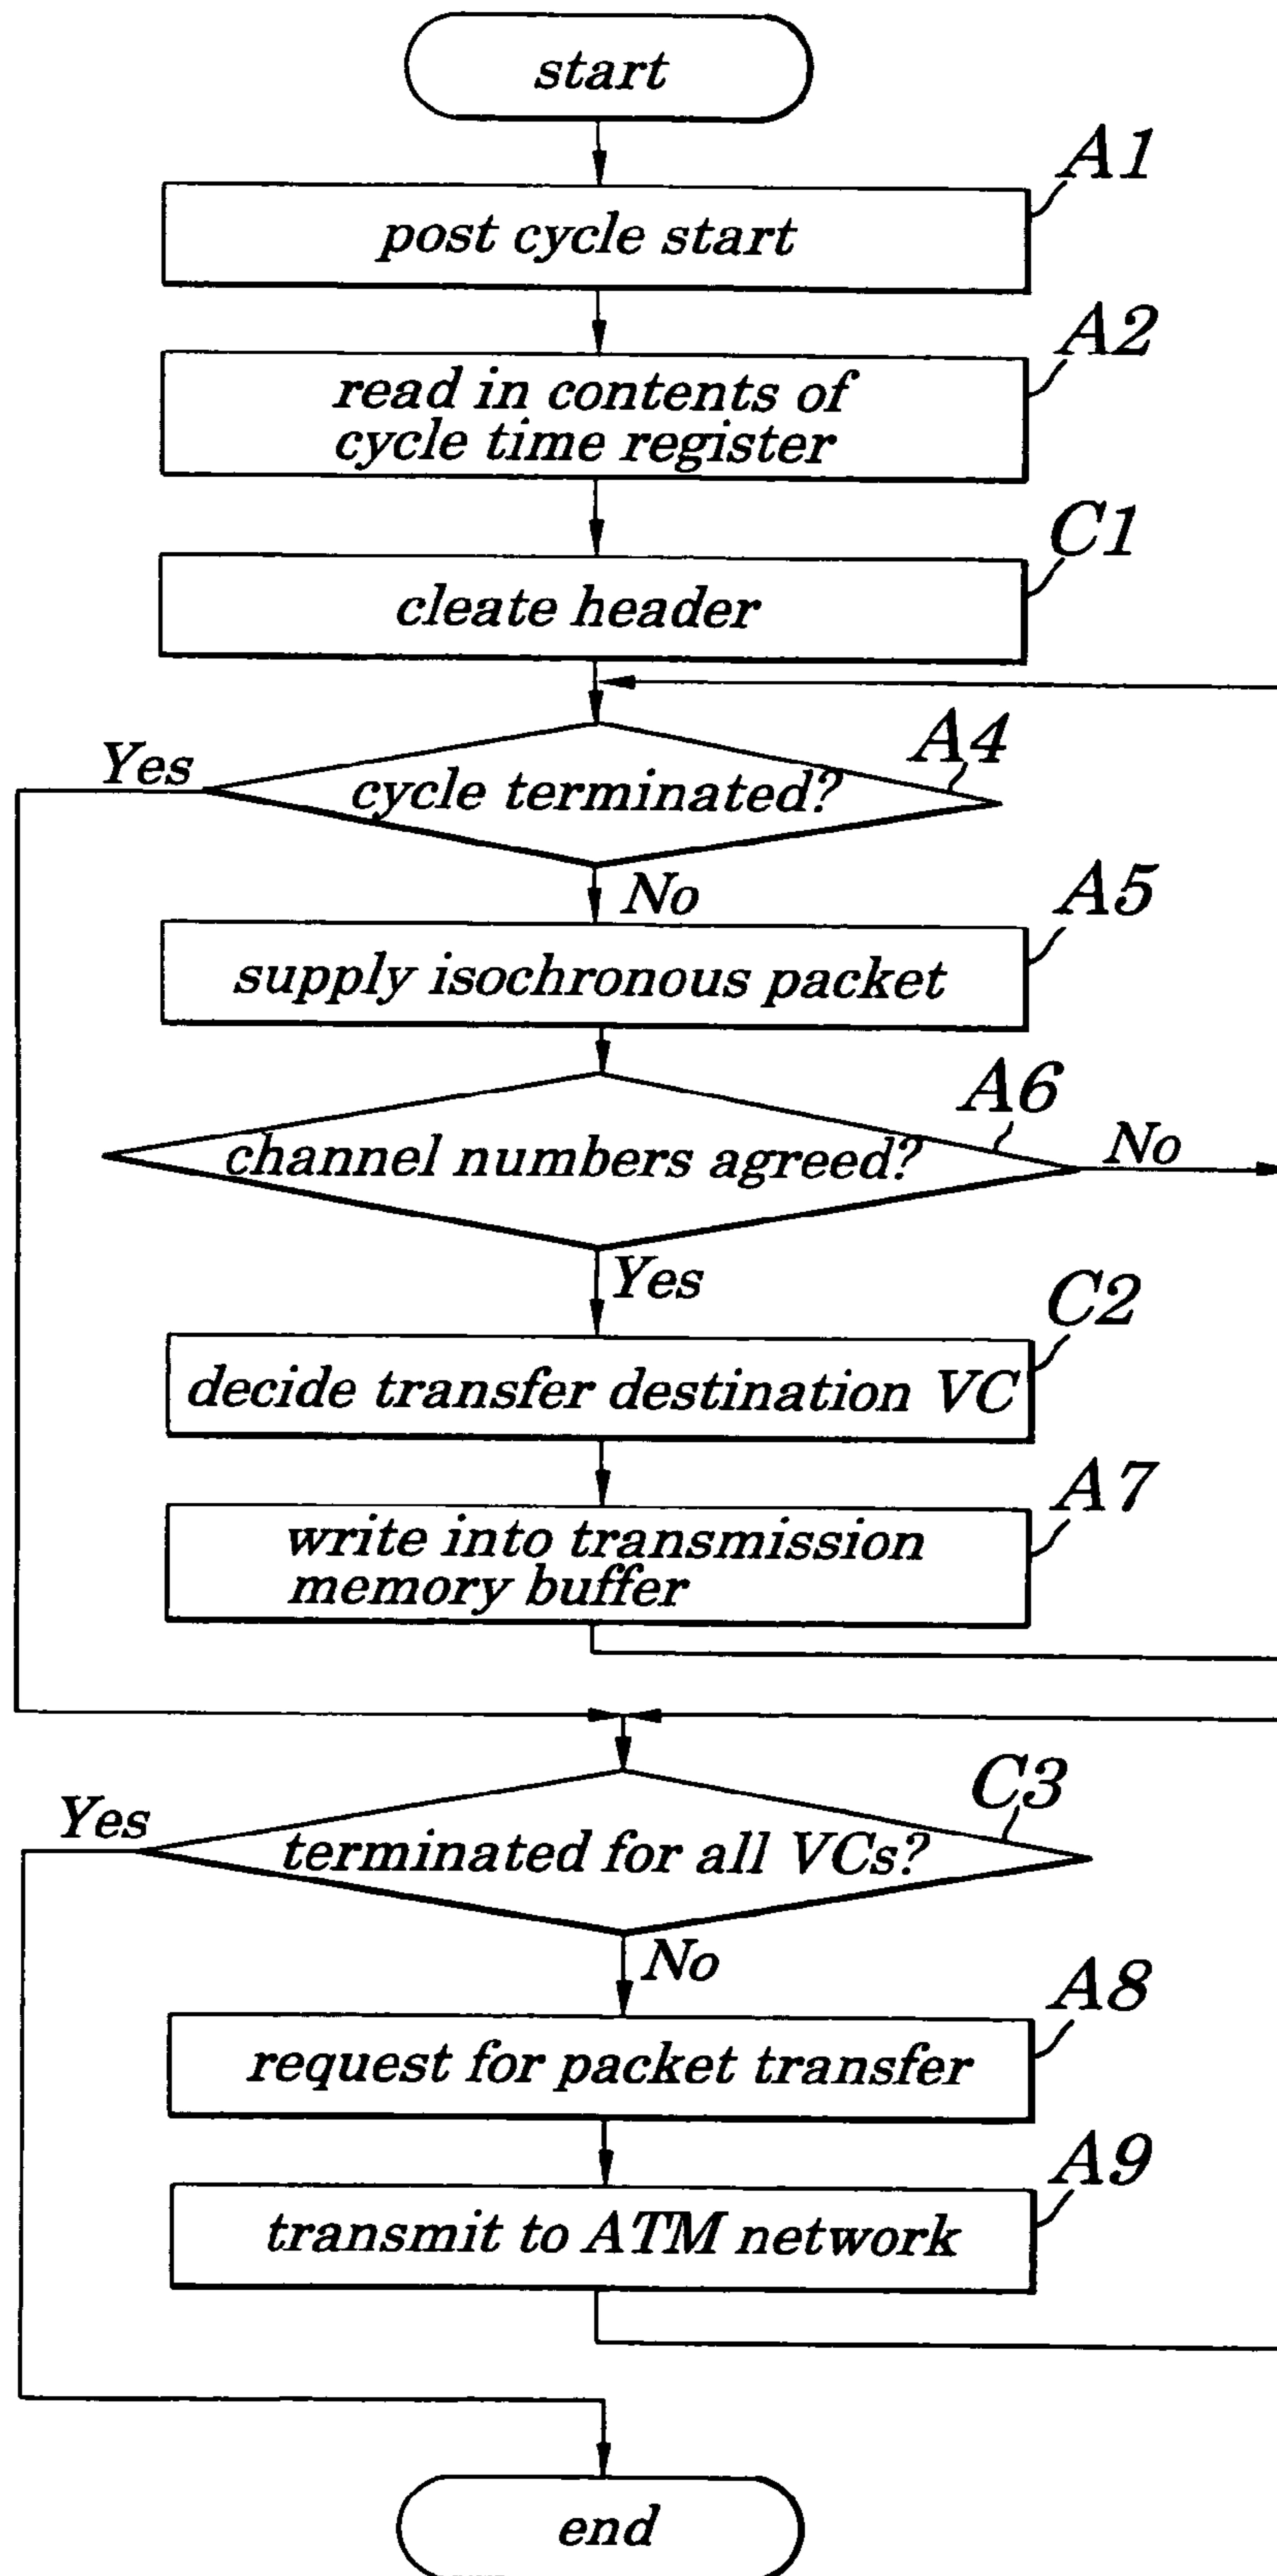 start
A1
post cycle start
A2
read in contents of
cycle time register
C1
cleate header
A4
Yes
cycle terminated?
No
A5
supply isochronous packet
A6
channel numbers agreed?
No
Yes
C2
decide transfer destination VC
A7
write into transmission
memory buffer
C3
Yes
terminated for all VCs?
No
A8
request for packet transfer
A9
transmit to ATM network
end